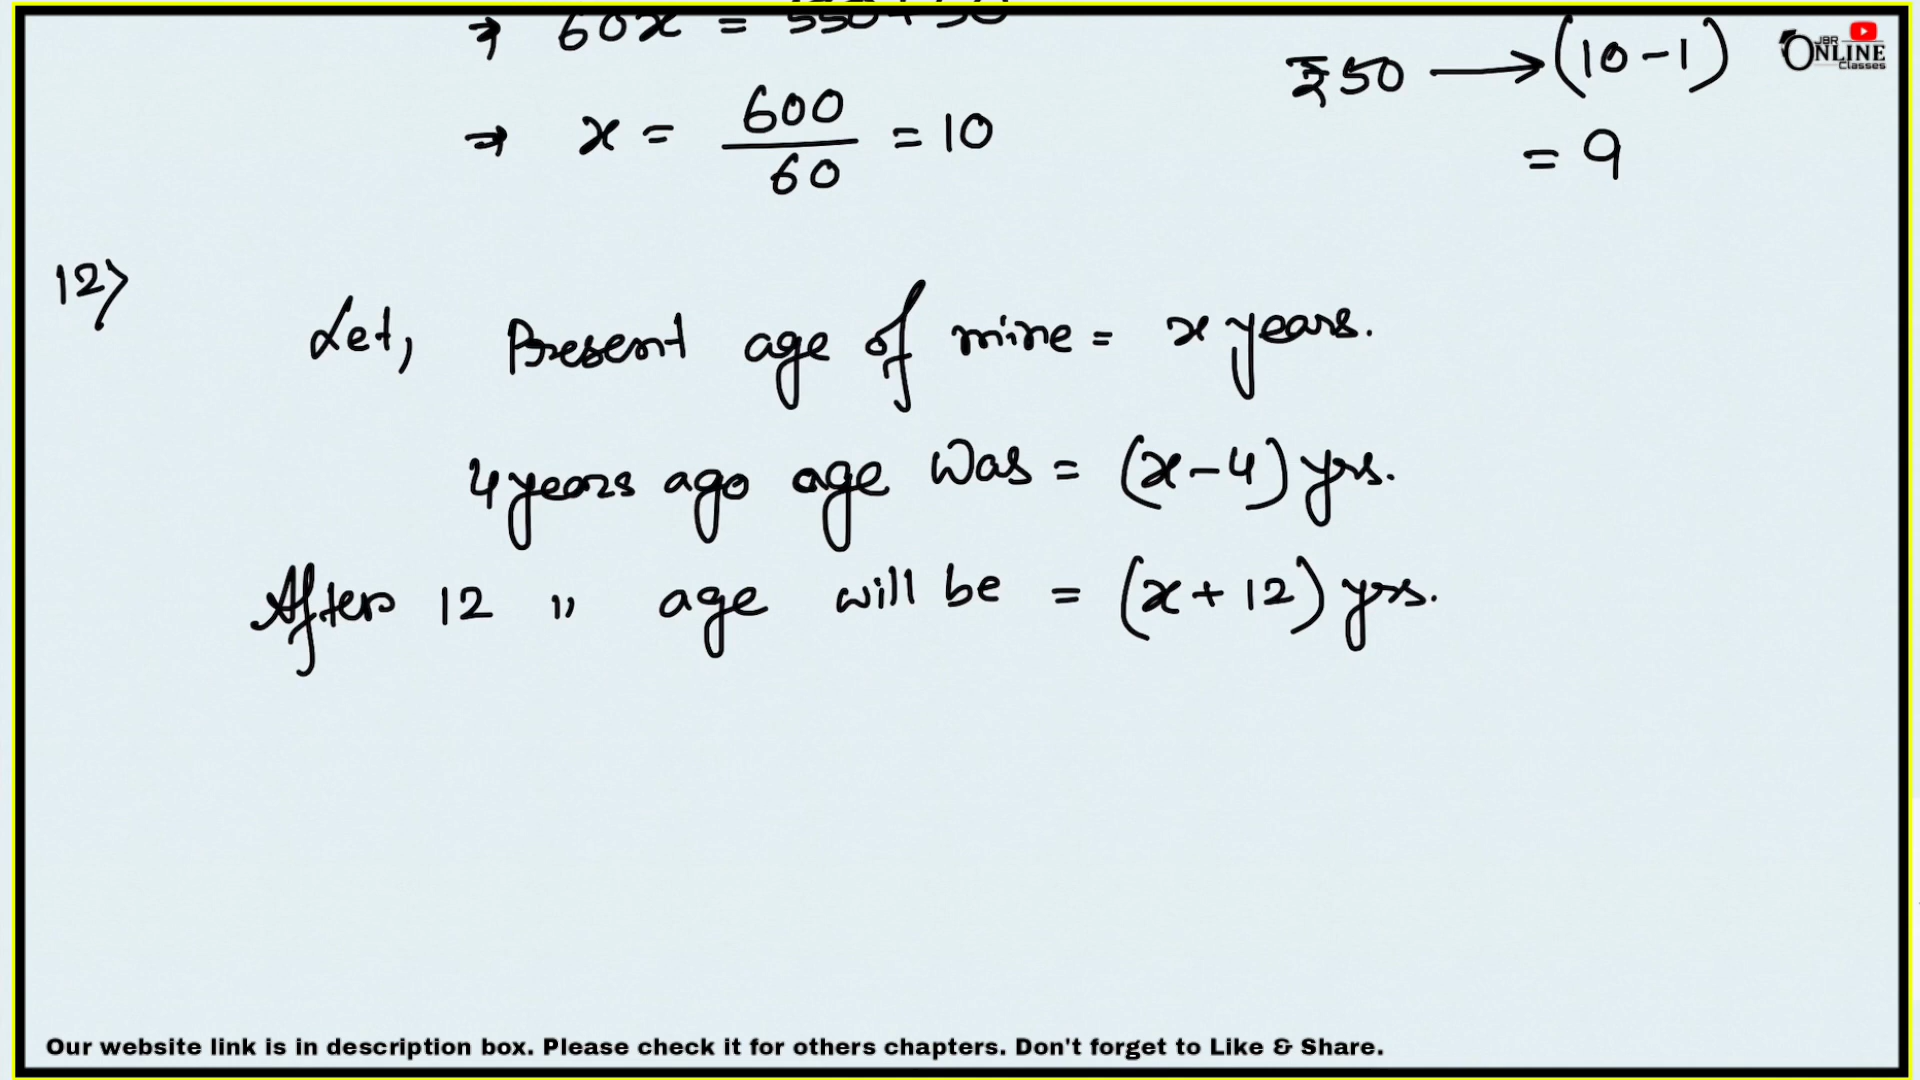 ⇒ 60x = 550 + 50
⇒ x = 600/60 = 10
₹50 ⟶ (10-1)
= 9
JBR
ONLINE
Classes
12)
Let, Present age of mine = x years.
4 years ago age was = (x-4) yrs.
After 12 " age will be = (x+12) yrs.
Our website link is in description box. Please check it for others chapters. Don't forget to Like & Share.